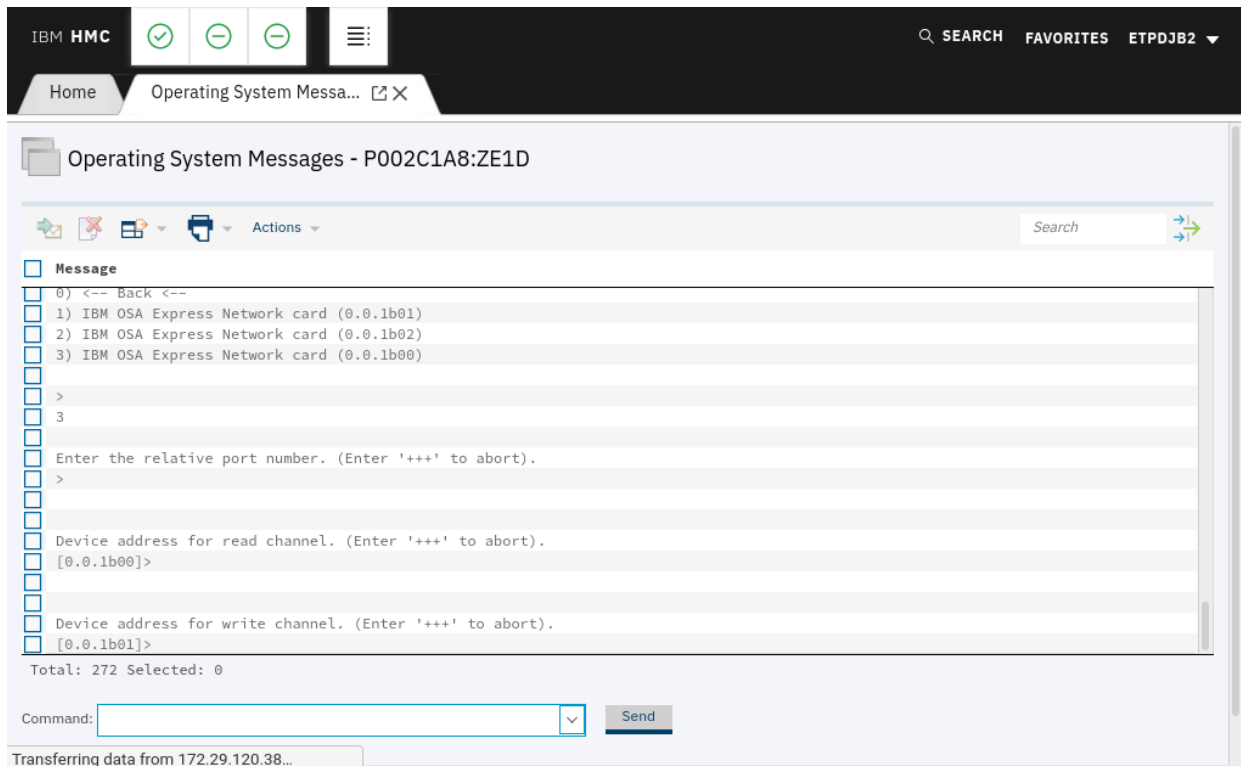 IBM HMC
SEARCH FAVORITES ETPDJB2
Home Operating System Messa...
Operating System Messages - P002C1A8:ZE1D
Actions Search
Message
0) <-- Back <--
1) IBM OSA Express Network card (0.0.1b01)
2) IBM OSA Express Network card (0.0.1b02)
3) IBM OSA Express Network card (0.0.1b00)
>
3
Enter the relative port number. (Enter '+++' to abort).
>
Device address for read channel. (Enter '+++' to abort).
[0.0.1b00]>
Device address for write channel. (Enter '+++' to abort).
[0.0.1b01]>
Total: 272 Selected: 0
Command: Send
Transferring data from 172.29.120.38...